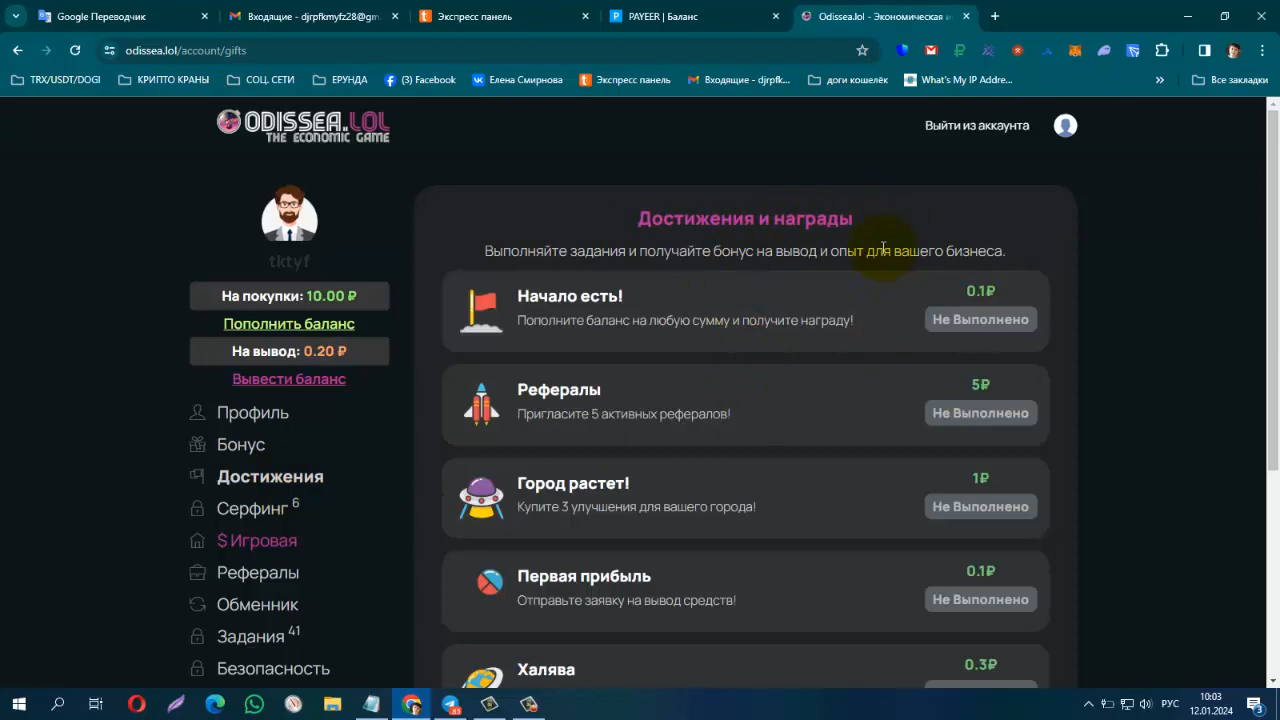 Google Переводчик
Входящие - djrpfkmyfz28@gm
Экспресс панель
PAYEER | Баланс
Odissea.lol - Экономическая и
odissea.lol/account/gifts
TRX/USDT/DOGI
КРИПТО КРАНЫ
СОЦ. СЕТИ
ЕРУНДА
(3) Facebook
Елена Смирнова
Экспресс панель
Входящие - djrpfk...
доги кошелёк
What's My IP Addre...
Все закладки
ODISSEA.LOL
THE ECONOMIC GAME
Выйти из аккаунта
tktyf
На покупки: 10.00 ₽
Пополнить баланс
На вывод: 0.20 ₽
Вывести баланс
Профиль
Бонус
Достижения
Серфинг 6
$ Игровая
Рефералы
Обменник
Задания 41
Безопасность
Достижения и награды
Выполняйте задания и получайте бонус на вывод и опыт для вашего бизнеса.
Начало есть!
Пополните баланс на любую сумму и получите награду!
0.1₽
Не Выполнено
Рефералы
Пригласите 5 активных рефералов!
5₽
Не Выполнено
Город растет!
Купите 3 улучшения для вашего города!
1₽
Не Выполнено
Первая прибыль
Отправьте заявку на вывод средств!
0.1₽
Не Выполнено
Халява
0.3₽
83
РУС
10:03
12.01.2024
3